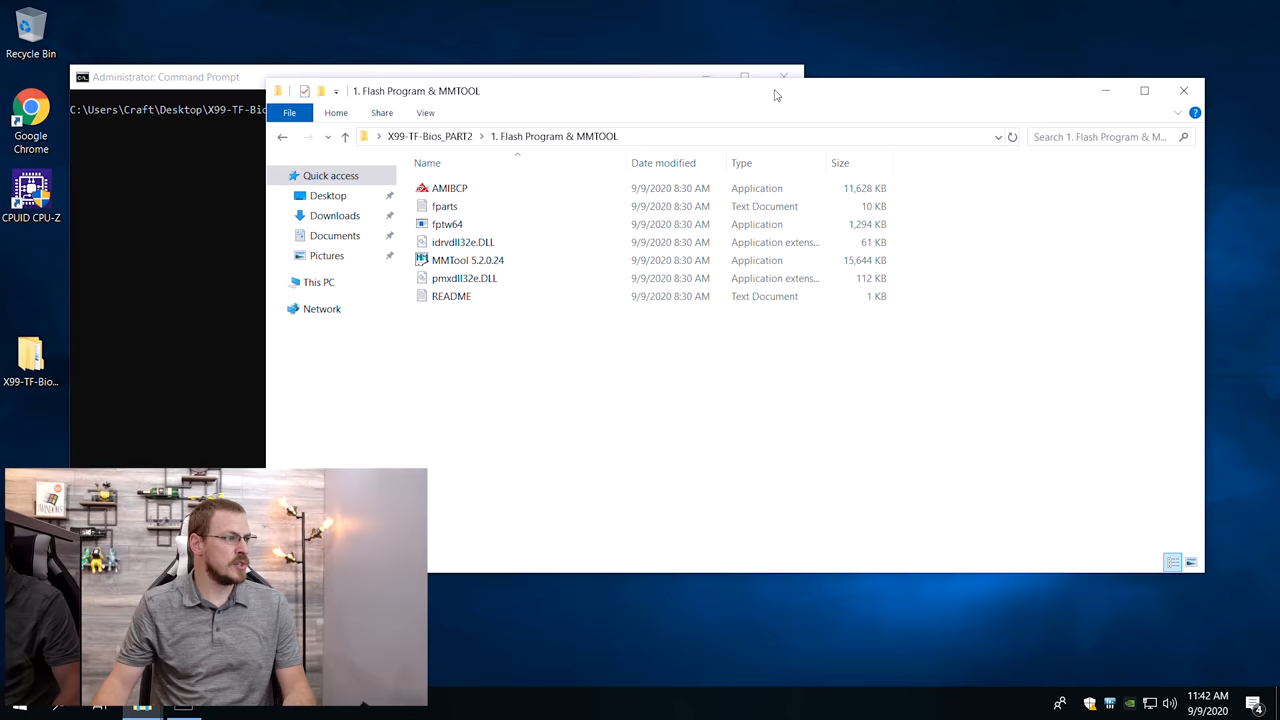 Recycle Bin
Google
Chrome
CPUID CPU-Z
X99-TF-Bio...
Administrator: Command Prompt
C:\Users\Craft\Desktop\X99-TF-Bio
1. Flash Program & MMTOOL
File Home Share View
X99-TF-Bios_PART2 > 1. Flash Program & MMTOOL
Search 1. Flash Program & M...
Quick access
Desktop
Downloads
Documents
Pictures
This PC
Network
Name Date modified Type Size
AMIBCP 9/9/2020 8:30 AM Application 11,628 KB
fparts 9/9/2020 8:30 AM Text Document 10 KB
fptw64 9/9/2020 8:30 AM Application 1,294 KB
idrvdll32e.DLL 9/9/2020 8:30 AM Application extens... 61 KB
MMTool 5.2.0.24 9/9/2020 8:30 AM Application 15,644 KB
pmxdll32e.DLL 9/9/2020 8:30 AM Application extens... 112 KB
README 9/9/2020 8:30 AM Text Document 1 KB
WINDOWS
11:42 AM
9/9/2020
4